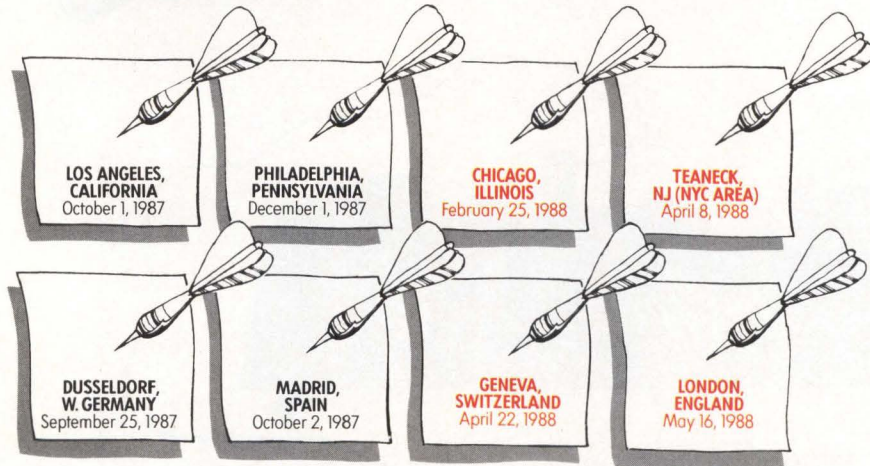 LOS ANGELES,
CALIFORNIA
October 1, 1987
PHILADELPHIA,
PENNSYLVANIA
December 1, 1987
CHICAGO,
ILLINOIS
February 25, 1988
TEANECK,
NJ (NYC AREA)
April 8, 1988
DUSSELDORF,
W. GERMANY
September 25, 1987
MADRID,
SPAIN
October 2, 1987
GENEVA,
SWITZERLAND
April 22, 1988
LONDON,
ENGLAND
May 16, 1988